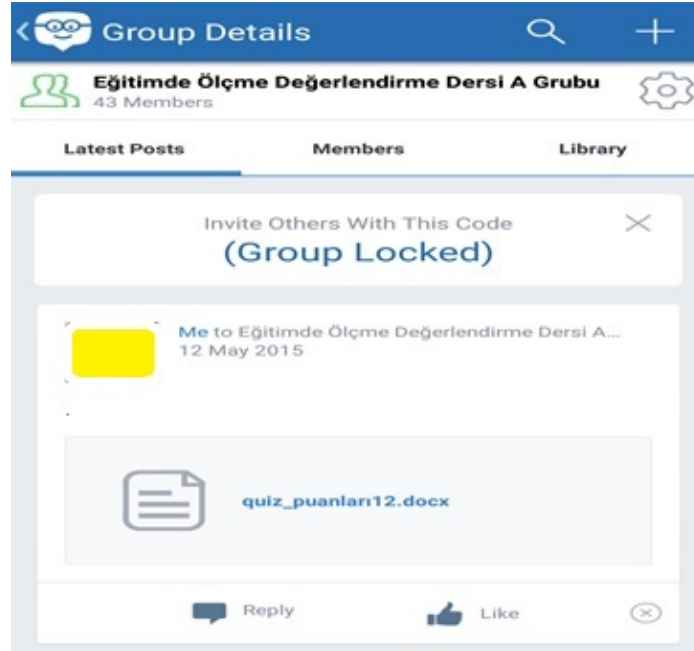 Group Details
Eğitimde Ölçme Değerlendirme Dersi A Grubu
43 Members
Latest Posts
Members
Library
Invite Others With This Code
(Group Locked)
Me to Eğitimde Ölçme Değerlendirme Dersi A...
12 May 2015
quiz_puanları12.docx
Reply
Like